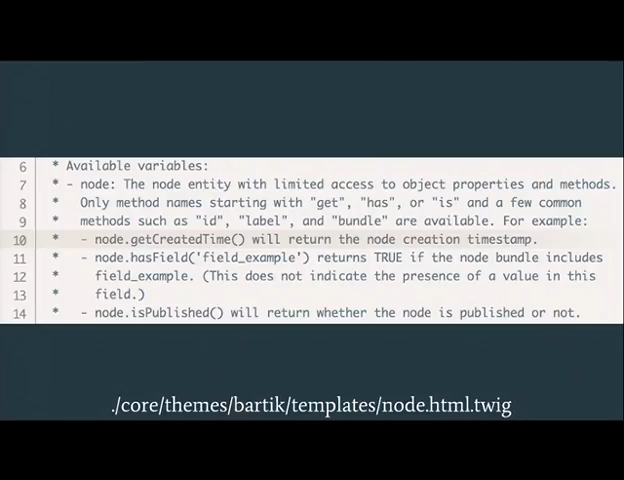 6 * Available variables:
7 * - node: The node entity with limited access to object properties and methods.
8 * Only method names starting with "get", "has", or "is" and a few common
9 * methods such as "id", "label", and "bundle" are available. For example:
10 * - node.getCreatedTime() will return the node creation timestamp.
11 * - node.hasField('field_example') returns TRUE if the node bundle includes
12 * field_example. (This does not indicate the presence of a value in this
13 * field.)
14 * - node.isPublished() will return whether the node is published or not.
./core/themes/bartik/templates/node.html.twig